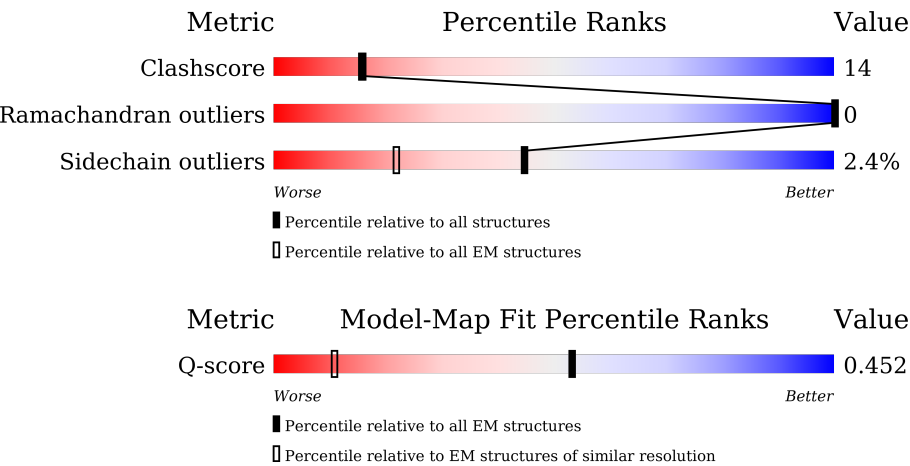 Metric Percentile Ranks Value
Clashscore 14
Ramachandran outliers 0
Sidechain outliers 2.4%
Worse Better
Percentile relative to all structures
Percentile relative to all EM structures
Metric Model-Map Fit Percentile Ranks Value
Q-score 0.452
Worse Better
Percentile relative to all EM structures
Percentile relative to EM structures of similar resolution